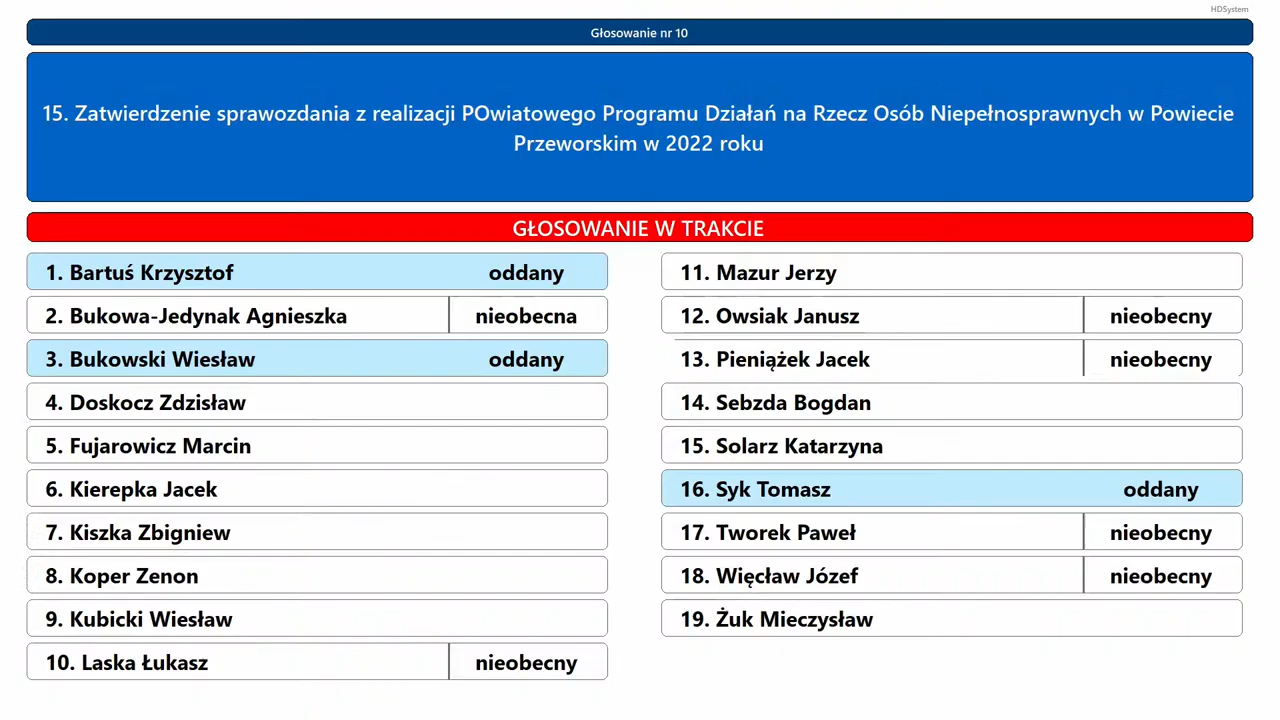 HDSystem
Głosowanie nr 10
15. Zatwierdzenie sprawozdania z realizacji POwiatowego Programu Działań na Rzecz Osób Niepełnosprawnych w Powiecie
Przeworskim w 2022 roku
GŁOSOWANIE W TRAKCIE
1. Bartuś Krzysztof oddany
2. Bukowa-Jedynak Agnieszka nieobecna
3. Bukowski Wiesław oddany
4. Doskocz Zdzisław
5. Fujarowicz Marcin
6. Kierepka Jacek
7. Kiszka Zbigniew
8. Koper Zenon
9. Kubicki Wiesław
10. Laska Łukasz nieobecny
11. Mazur Jerzy
12. Owsiak Janusz nieobecny
13. Pieniążek Jacek nieobecny
14. Sebzda Bogdan
15. Solarz Katarzyna
16. Syk Tomasz oddany
17. Tworek Paweł nieobecny
18. Więcław Józef nieobecny
19. Żuk Mieczysław